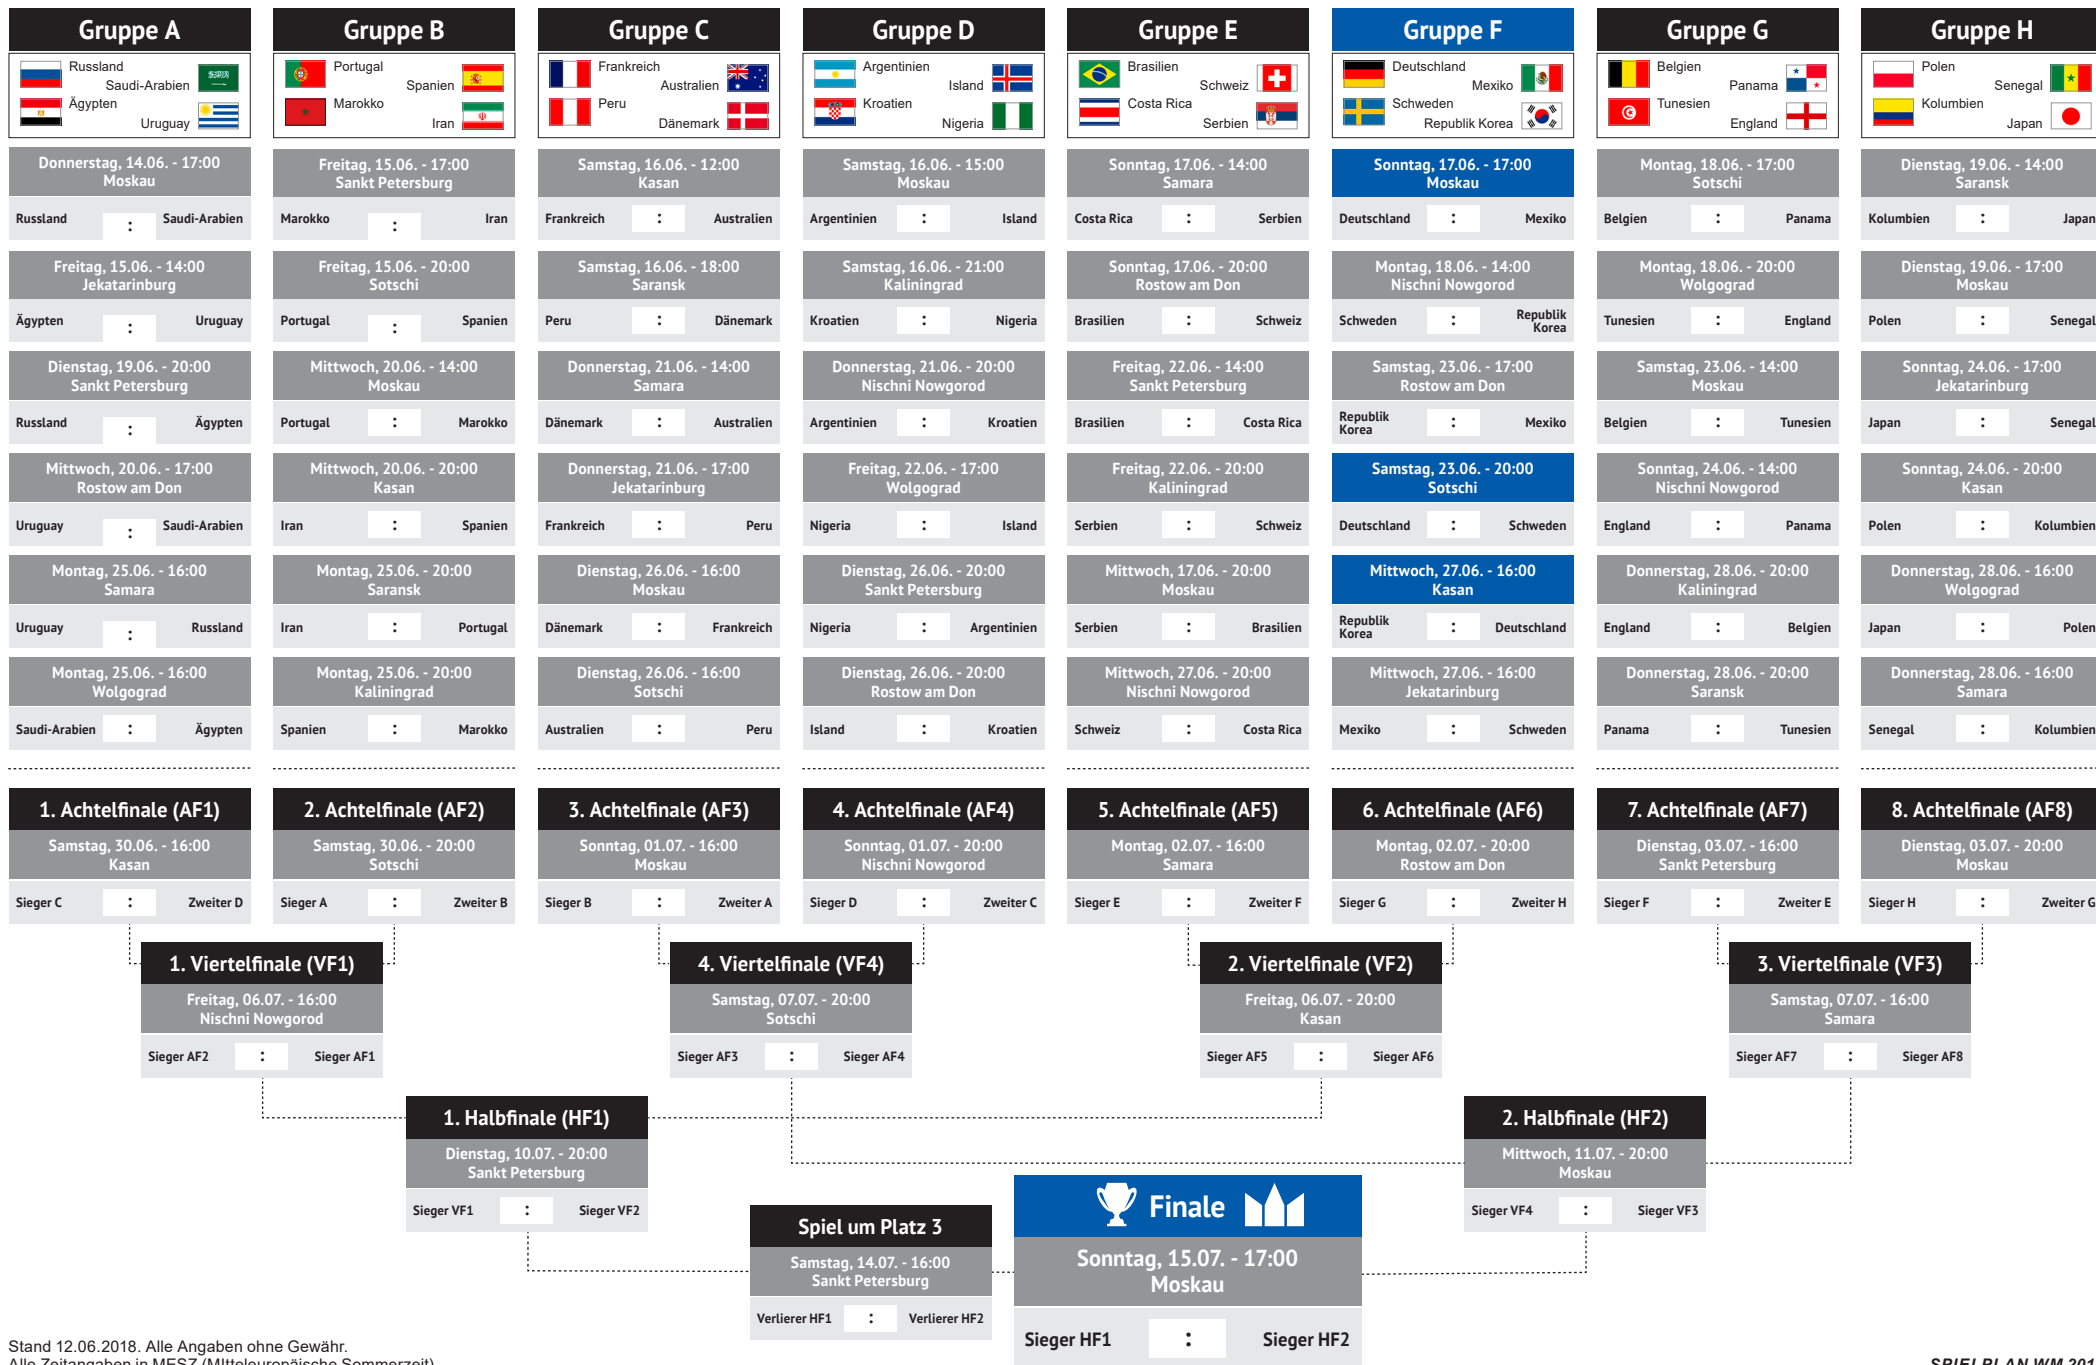 Gruppe A
Russland
Saudi-Arabien
Ägypten
Uruguay
Donnerstag, 14.06. - 17:00
Moskau
Russland : Saudi-Arabien
Freitag, 15.06. - 14:00
Jekatarinburg
Ägypten : Uruguay
Dienstag, 19.06. - 20:00
Sankt Petersburg
Russland : Ägypten
Mittwoch, 20.06. - 17:00
Rostow am Don
Uruguay : Saudi-Arabien
Montag, 25.06. - 16:00
Samara
Uruguay : Russland
Montag, 25.06. - 16:00
Wolgograd
Saudi-Arabien : Ägypten
Gruppe B
Portugal
Spanien
Marokko
Iran
Freitag, 15.06. - 17:00
Sankt Petersburg
Marokko : Iran
Freitag, 15.06. - 20:00
Sotschi
Portugal : Spanien
Mittwoch, 20.06. - 14:00
Moskau
Portugal : Marokko
Mittwoch, 20.06. - 20:00
Kasan
Iran : Spanien
Montag, 25.06. - 20:00
Saransk
Iran : Portugal
Montag, 25.06. - 20:00
Kaliningrad
Spanien : Marokko
Gruppe C
Frankreich
Australien
Peru
Dänemark
Samstag, 16.06. - 12:00
Kasan
Frankreich : Australien
Samstag, 16.06. - 18:00
Saransk
Peru : Dänemark
Donnerstag, 21.06. - 14:00
Samara
Dänemark : Australien
Donnerstag, 21.06. - 17:00
Jekatarinburg
Frankreich : Peru
Dienstag, 26.06. - 16:00
Moskau
Dänemark : Frankreich
Dienstag, 26.06. - 16:00
Sotschi
Australien : Peru
Gruppe D
Argentinien
Island
Kroatien
Nigeria
Samstag, 16.06. - 15:00
Moskau
Argentinien : Island
Samstag, 16.06. - 21:00
Kaliningrad
Kroatien : Nigeria
Donnerstag, 21.06. - 20:00
Nischni Nowgorod
Argentinien : Kroatien
Freitag, 22.06. - 17:00
Wolgograd
Nigeria : Island
Dienstag, 26.06. - 20:00
Sankt Petersburg
Nigeria : Argentinien
Dienstag, 26.06. - 20:00
Rostow am Don
Island : Kroatien
Gruppe E
Brasilien
Schweiz
Costa Rica
Serbien
Sonntag, 17.06. - 14:00
Samara
Costa Rica : Serbien
Sonntag, 17.06. - 20:00
Rostow am Don
Brasilien : Schweiz
Freitag, 22.06. - 14:00
Sankt Petersburg
Brasilien : Costa Rica
Freitag, 22.06. - 20:00
Kaliningrad
Serbien : Schweiz
Mittwoch, 17.06. - 20:00
Moskau
Serbien : Brasilien
Mittwoch, 27.06. - 20:00
Nischni Nowgorod
Schweiz : Costa Rica
Gruppe F
Deutschland
Mexiko
Schweden
Republik Korea
Sonntag, 17.06. - 17:00
Moskau
Deutschland : Mexiko
Montag, 18.06. - 14:00
Nischni Nowgorod
Schweden : Republik
Korea
Samstag, 23.06. - 17:00
Rostow am Don
Republik
Korea : Mexiko
Samstag, 23.06. - 20:00
Sotschi
Deutschland : Schweden
Mittwoch, 27.06. - 16:00
Kasan
Republik
Korea : Deutschland
Mittwoch, 27.06. - 16:00
Jekatarinburg
Mexiko : Schweden
Gruppe G
Belgien
Panama
Tunesien
England
Montag, 18.06. - 17:00
Sotschi
Belgien : Panama
Montag, 18.06. - 20:00
Wolgograd
Tunesien : England
Samstag, 23.06. - 14:00
Moskau
Belgien : Tunesien
Sonntag, 24.06. - 14:00
Nischni Nowgorod
England : Panama
Donnerstag, 28.06. - 20:00
Kaliningrad
England : Belgien
Donnerstag, 28.06. - 20:00
Saransk
Panama : Tunesien
Gruppe H
Polen
Senegal
Kolumbien
Japan
Dienstag, 19.06. - 14:00
Saransk
Kolumbien : Japan
Dienstag, 19.06. - 17:00
Moskau
Polen : Senegal
Sonntag, 24.06. - 17:00
Jekatarinburg
Japan : Senegal
Sonntag, 24.06. - 20:00
Kasan
Polen : Kolumbien
Donnerstag, 28.06. - 16:00
Wolgograd
Japan : Polen
Donnerstag, 28.06. - 16:00
Samara
Senegal : Kolumbien
1. Achtelfinale (AF1)
Samstag, 30.06. - 16:00
Kasan
Sieger C : Zweiter D
2. Achtelfinale (AF2)
Samstag, 30.06. - 20:00
Sotschi
Sieger A : Zweiter B
3. Achtelfinale (AF3)
Sonntag, 01.07. - 16:00
Moskau
Sieger B : Zweiter A
4. Achtelfinale (AF4)
Sonntag, 01.07. - 20:00
Nischni Nowgorod
Sieger D : Zweiter C
5. Achtelfinale (AF5)
Montag, 02.07. - 16:00
Samara
Sieger E : Zweiter F
6. Achtelfinale (AF6)
Montag, 02.07. - 20:00
Rostow am Don
Sieger G : Zweiter H
7. Achtelfinale (AF7)
Dienstag, 03.07. - 16:00
Sankt Petersburg
Sieger F : Zweiter E
8. Achtelfinale (AF8)
Dienstag, 03.07. - 20:00
Moskau
Sieger H : Zweiter G
1. Viertelfinale (VF1)
Freitag, 06.07. - 16:00
Nischni Nowgorod
Sieger AF2 : Sieger AF1
4. Viertelfinale (VF4)
Samstag, 07.07. - 20:00
Sotschi
Sieger AF3 : Sieger AF4
2. Viertelfinale (VF2)
Freitag, 06.07. - 20:00
Kasan
Sieger AF5 : Sieger AF6
3. Viertelfinale (VF3)
Samstag, 07.07. - 16:00
Samara
Sieger AF7 : Sieger AF8
1. Halbfinale (HF1)
Dienstag, 10.07. - 20:00
Sankt Petersburg
Sieger VF1 : Sieger VF2
2. Halbfinale (HF2)
Mittwoch, 11.07. - 20:00
Moskau
Sieger VF4 : Sieger VF3
Spiel um Platz 3
Samstag, 14.07. - 16:00
Sankt Petersburg
Verlierer HF1 : Verlierer HF2
Finale
Sonntag, 15.07. - 17:00
Moskau
Sieger HF1 : Sieger HF2
Stand 12.06.2018. Alle Angaben ohne Gewähr.
Alle Zeitangaben in MESZ (MItteleuropäische Sommerzeit)
SPIELPLAN WM 201